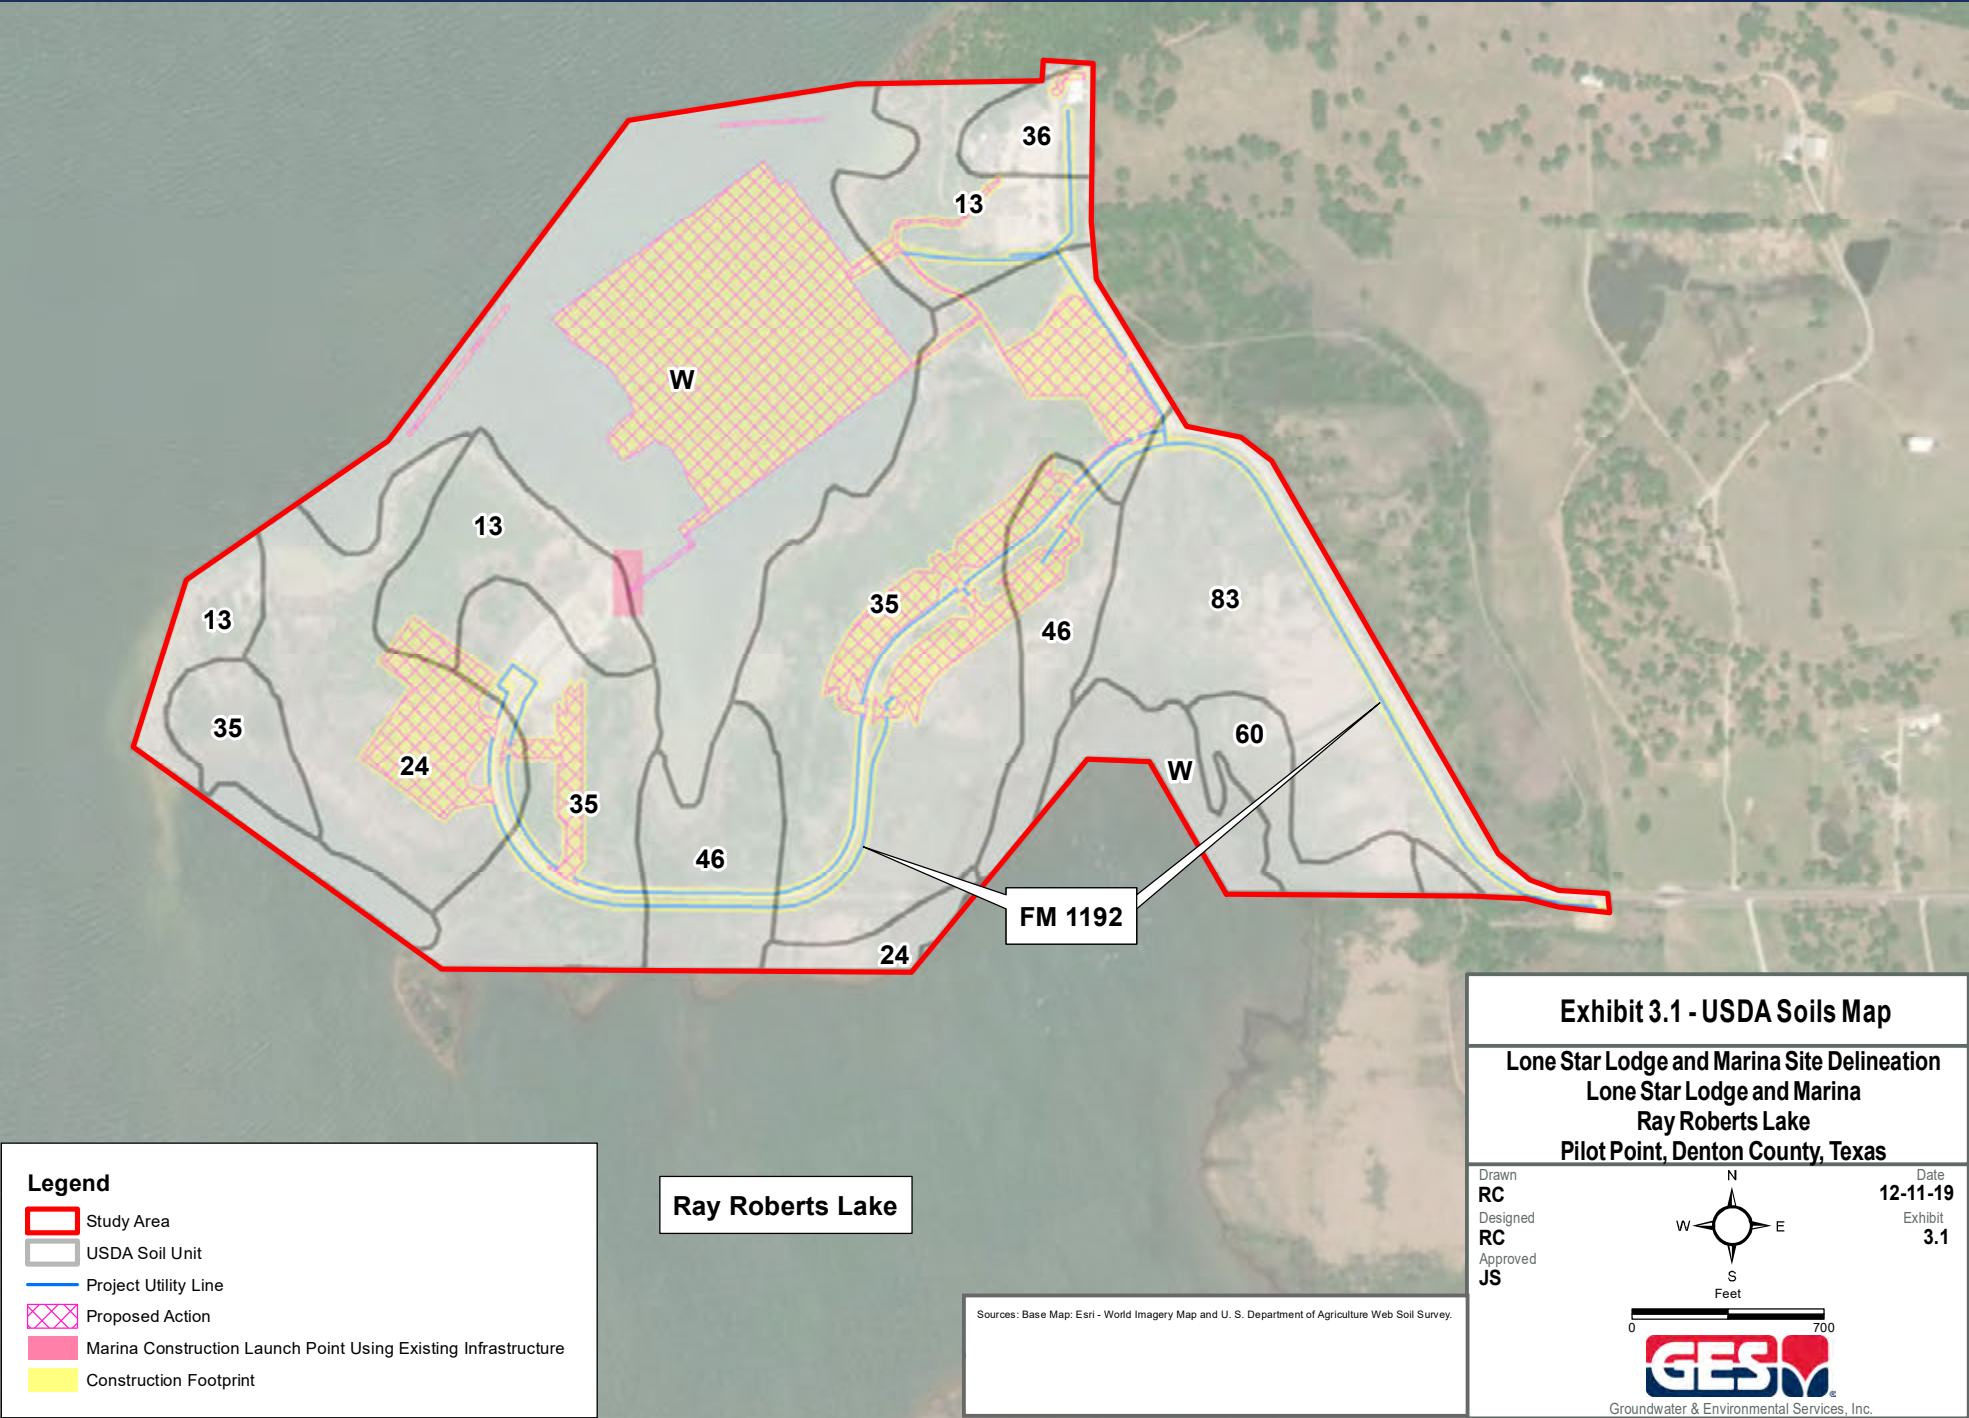 36
13
W
13
13
35
46
83
35
24
35
60
W
46
FM 1192
24
Exhibit 3.1 - USDA Soils Map
Lone Star Lodge and Marina Site Delineation
Lone Star Lodge and Marina
Ray Roberts Lake
Pilot Point, Denton County, Texas
Drawn
RC
Designed
RC
Approved
JS
N
W E
S
Date
12-11-19
Exhibit
3.1
Feet
0 700
GES
Groundwater & Environmental Services, Inc.
Legend
Study Area
USDA Soil Unit
Project Utility Line
Proposed Action
Marina Construction Launch Point Using Existing Infrastructure
Construction Footprint
Ray Roberts Lake
Sources: Base Map: Esri - World Imagery Map and U. S. Department of Agriculture Web Soil Survey.